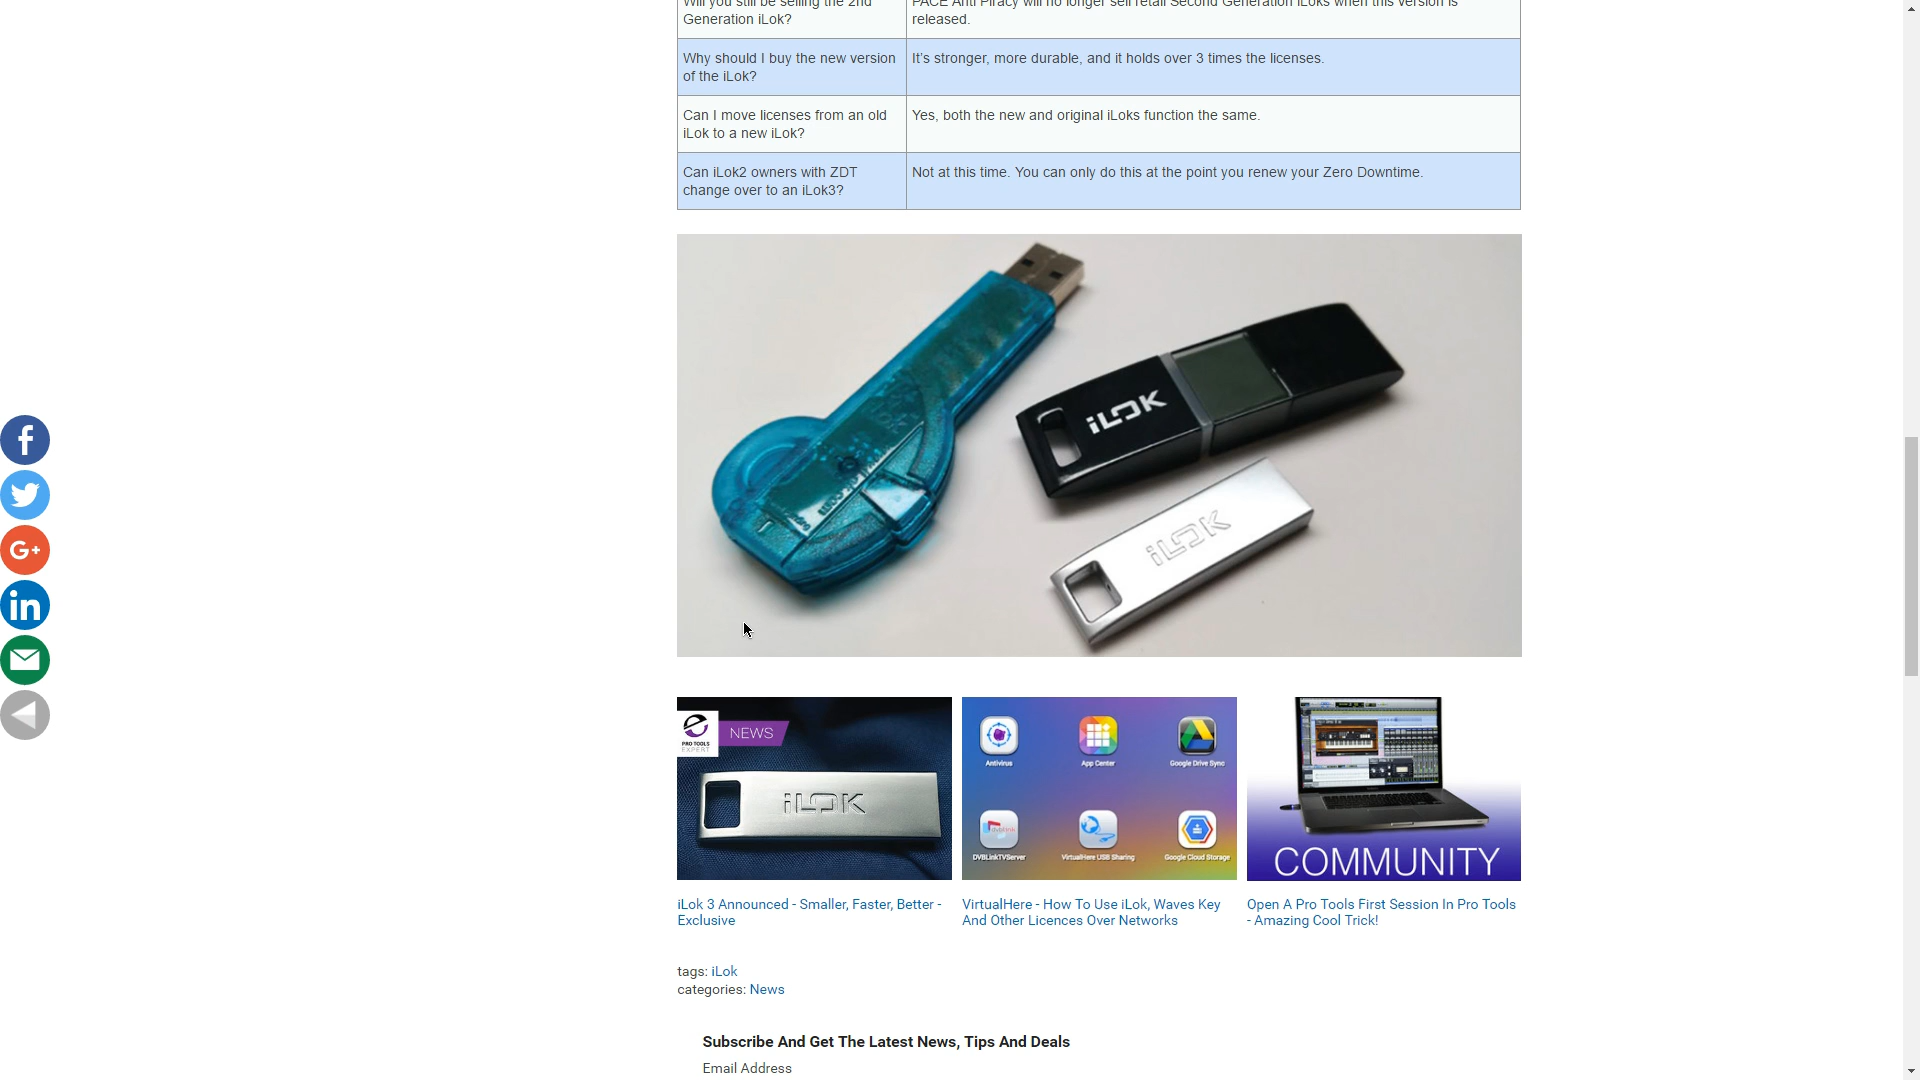 Will you still be selling the 2nd
Generation iLok?
PACE Anti Piracy will no longer sell retail Second Generation iLoks when this version is
released.
Why should I buy the new version
of the iLok?
It's stronger, more durable, and it holds over 3 times the licenses.
Can I move licenses from an old
iLok to a new iLok?
Yes, both the new and original iLoks function the same.
Can iLok2 owners with ZDT
change over to an iLok3?
Not at this time. You can only do this at the point you renew your Zero Downtime.
iLOK
iLOK
f
G+
in
e
PRO TOOLS
EXPERT
NEWS
iLOK
Antivirus
App Center
Google Drive Sync
dvblink
DVBLinkTVServer
VirtualHere USB Sharing
Google Cloud Storage
COMMUNITY
iLok 3 Announced - Smaller, Faster, Better -
Exclusive
VirtualHere - How To Use iLok, Waves Key
And Other Licences Over Networks
Open A Pro Tools First Session In Pro Tools
- Amazing Cool Trick!
tags: iLok
categories: News
Subscribe And Get The Latest News, Tips And Deals
Email Address